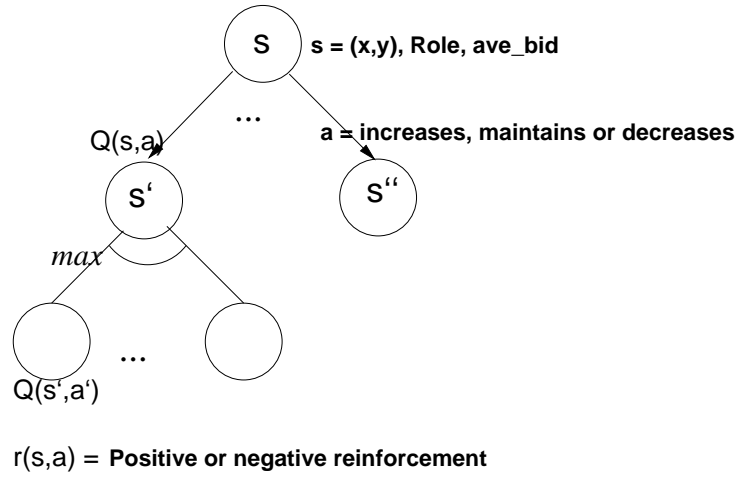 s
s = (x,y), Role, ave_bid
...
Q(s,a)
a = increases, maintains or decreases
s‘
s‘‘
max
...
Q(s‘,a‘)
r(s,a) = Positive or negative reinforcement